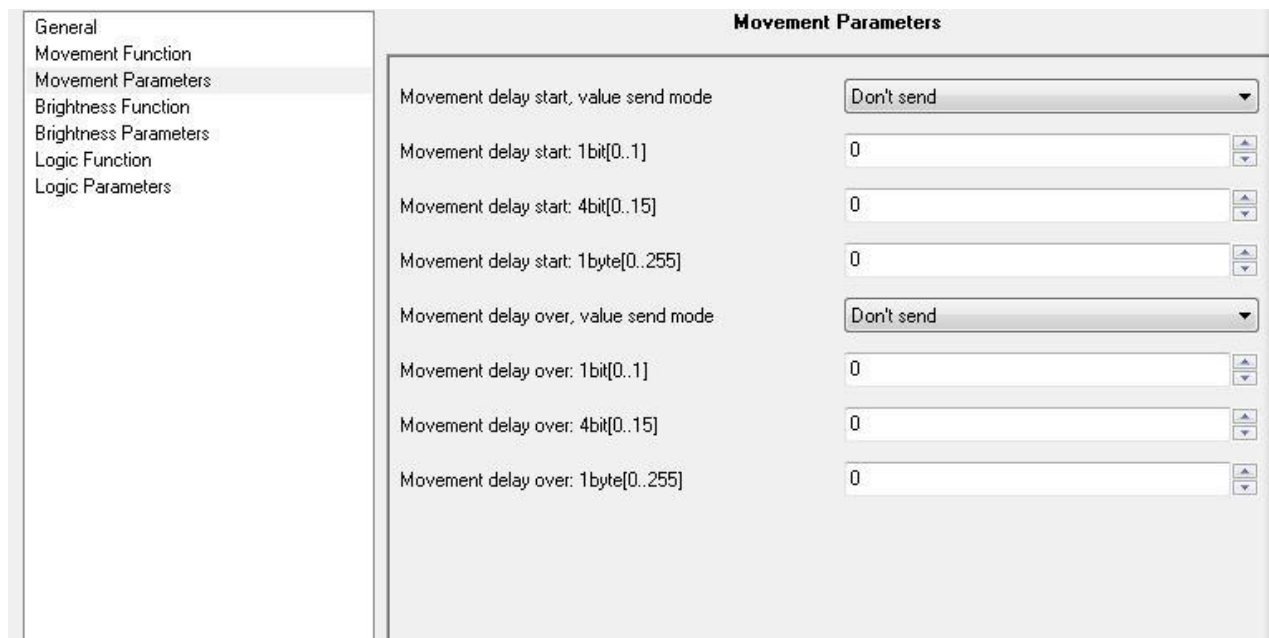 General
Movement Function
Movement Parameters
Brightness Function
Brightness Parameters
Logic Function
Logic Parameters
Movement Parameters
Movement delay start, value send mode Don't send
Movement delay start: 1bit[0..1] 0
Movement delay start: 4bit[0..15] 0
Movement delay start: 1byte[0..255] 0
Movement delay over, value send mode Don't send
Movement delay over: 1bit[0..1] 0
Movement delay over: 4bit[0..15] 0
Movement delay over: 1byte[0..255] 0